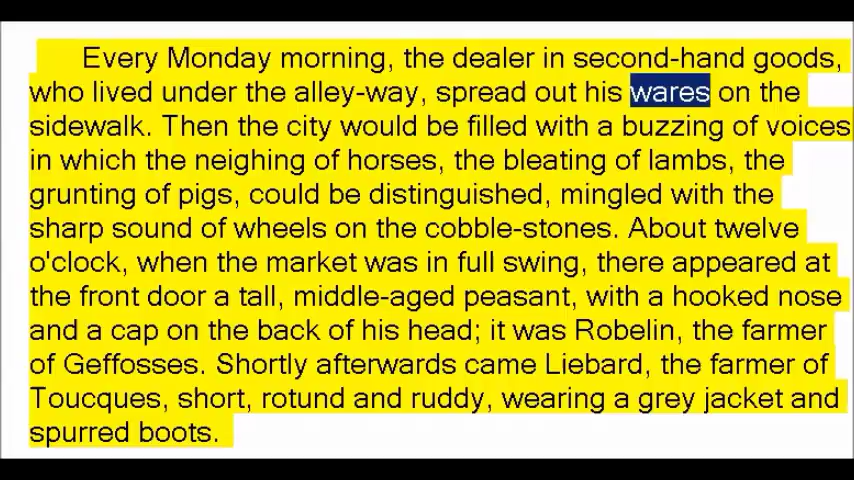 Every Monday morning, the dealer in second-hand goods,
who lived under the alley-way, spread out his wares on the
sidewalk. Then the city would be filled with a buzzing of voices
in which the neighing of horses, the bleating of lambs, the
grunting of pigs, could be distinguished, mingled with the
sharp sound of wheels on the cobble-stones. About twelve
o'clock, when the market was in full swing, there appeared at
the front door a tall, middle-aged peasant, with a hooked nose
and a cap on the back of his head; it was Robelin, the farmer
of Geffosses. Shortly afterwards came Liebard, the farmer of
Toucques, short, rotund and ruddy, wearing a grey jacket and
spurred boots.